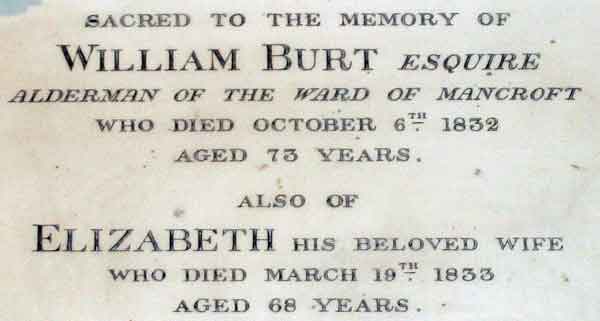 SACRED TO THE MEMORY OF
WILLIAM BURT ESQUIRE
ALDERMAN OF THE WARD OF MANCROFT
WHO DIED OCTOBER 6TH. 1832
AGED 73 YEARS.
ALSO OF
ELIZABETH HIS BELOVED WIFE
WHO DIED MARCH 19TH. 1833
AGED 68 YEARS.